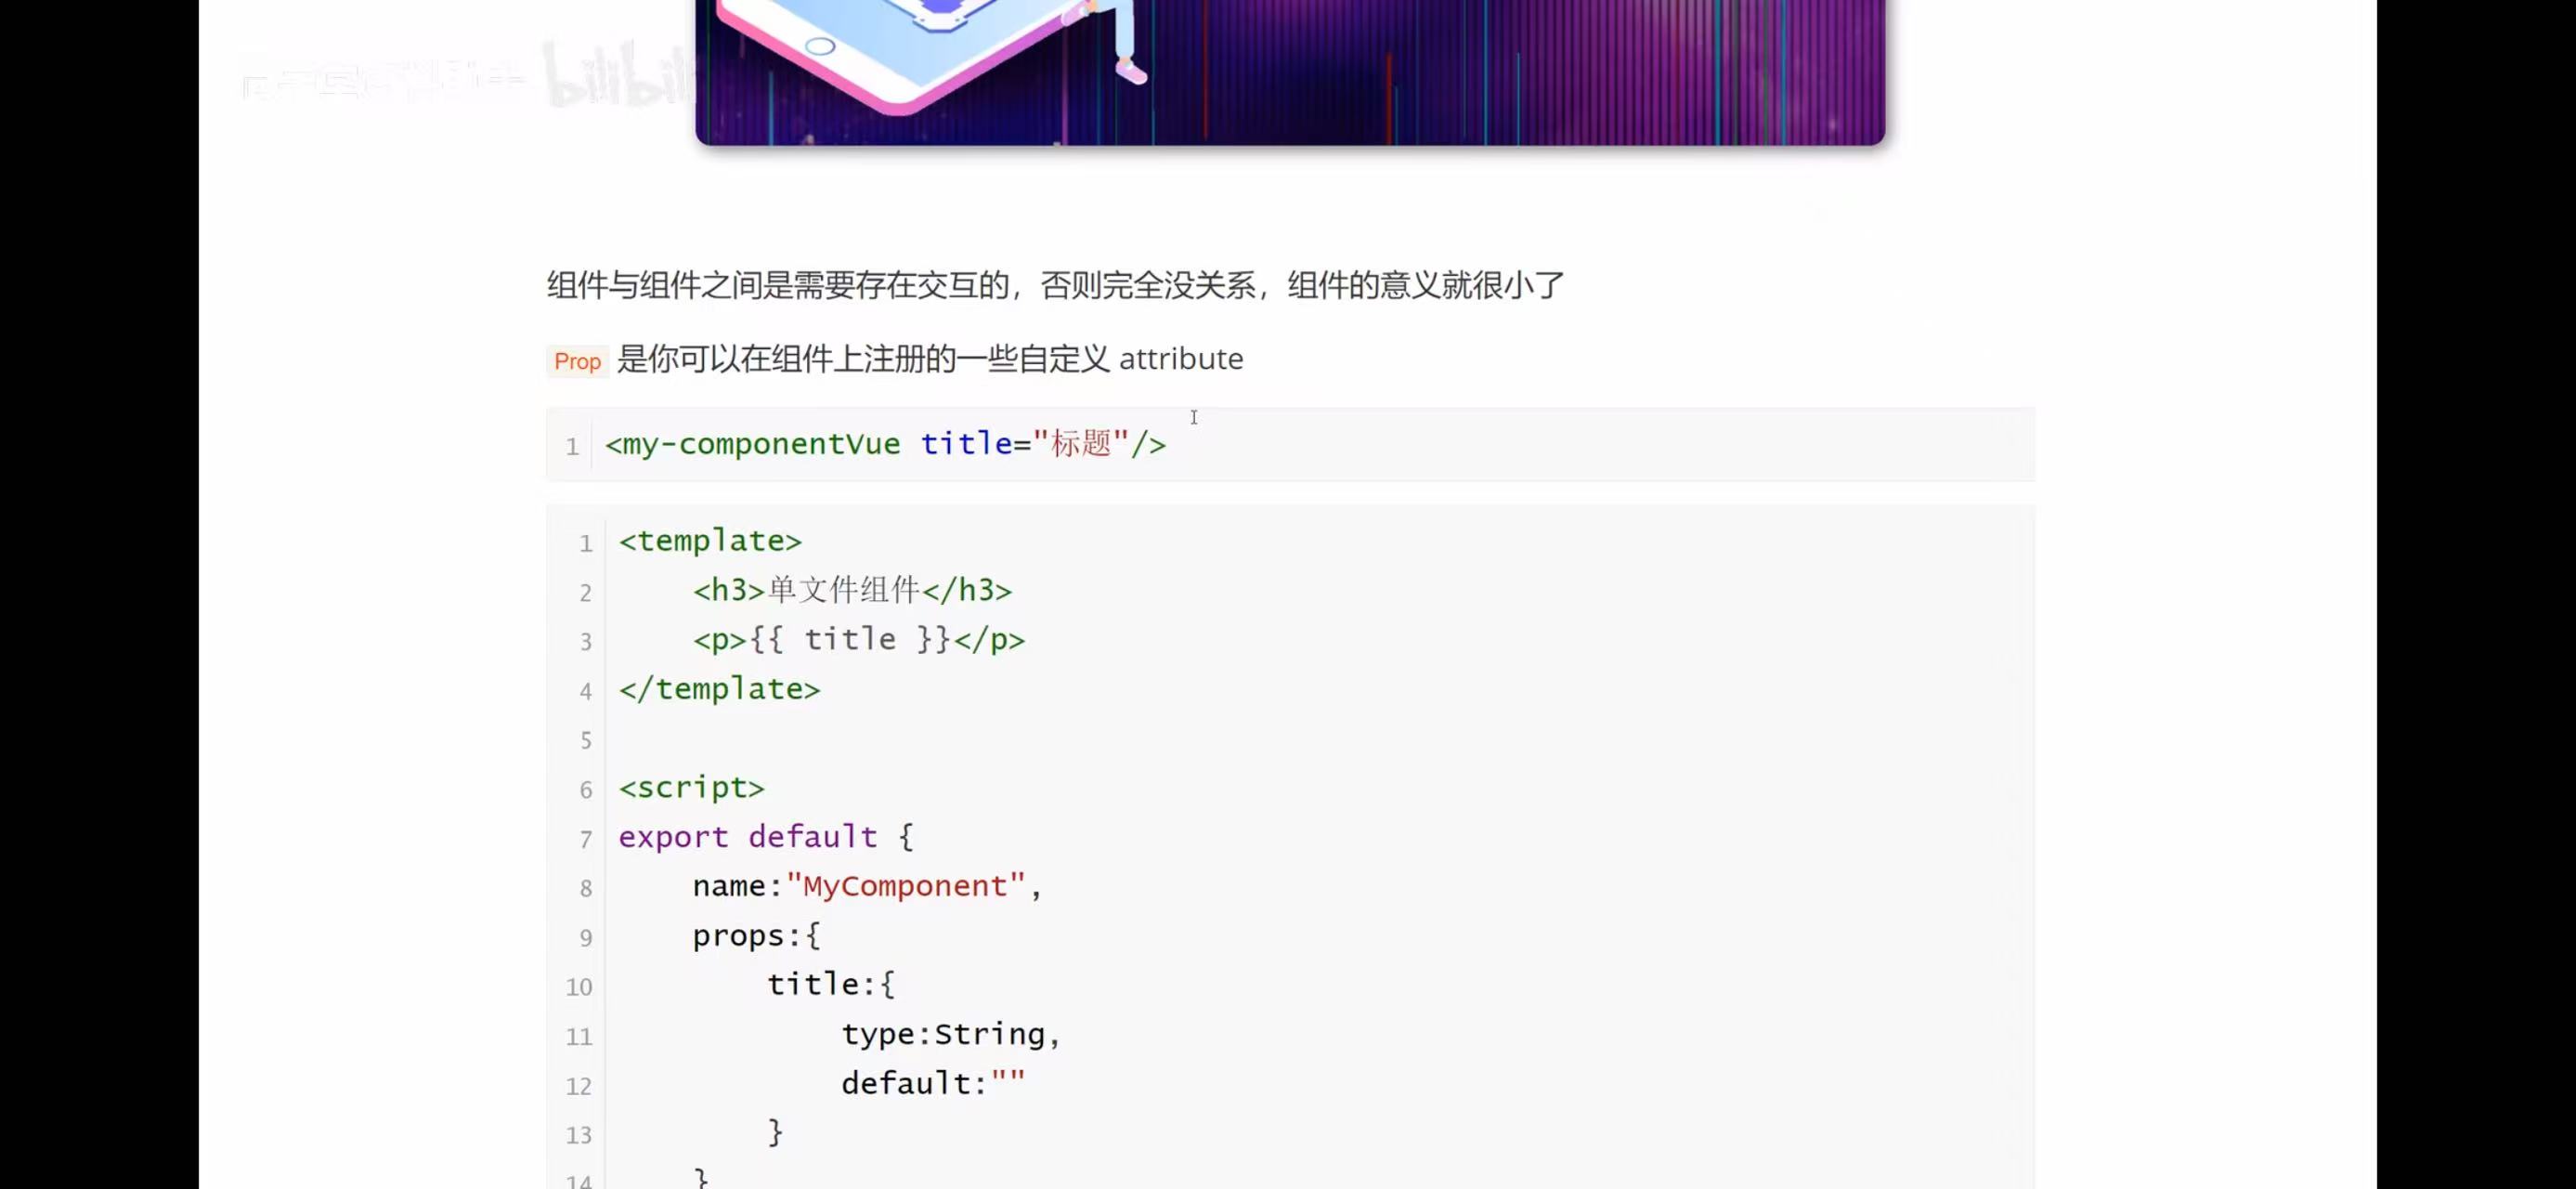 bilibili
组件与组件之间是需要存在交互的，否则完全没关系，组件的意义就很小了
Prop 是你可以在组件上注册的一些自定义 attribute
1 <my-componentVue title="标题"/>
1 <template>
2 <h3>单文件组件</h3>
3 <p>{{ title }}</p>
4 </template>
5
6 <script>
7 export default {
8 name:"MyComponent",
9 props:{
10 title:{
11 type:String,
12 default:""
13 }
14 }